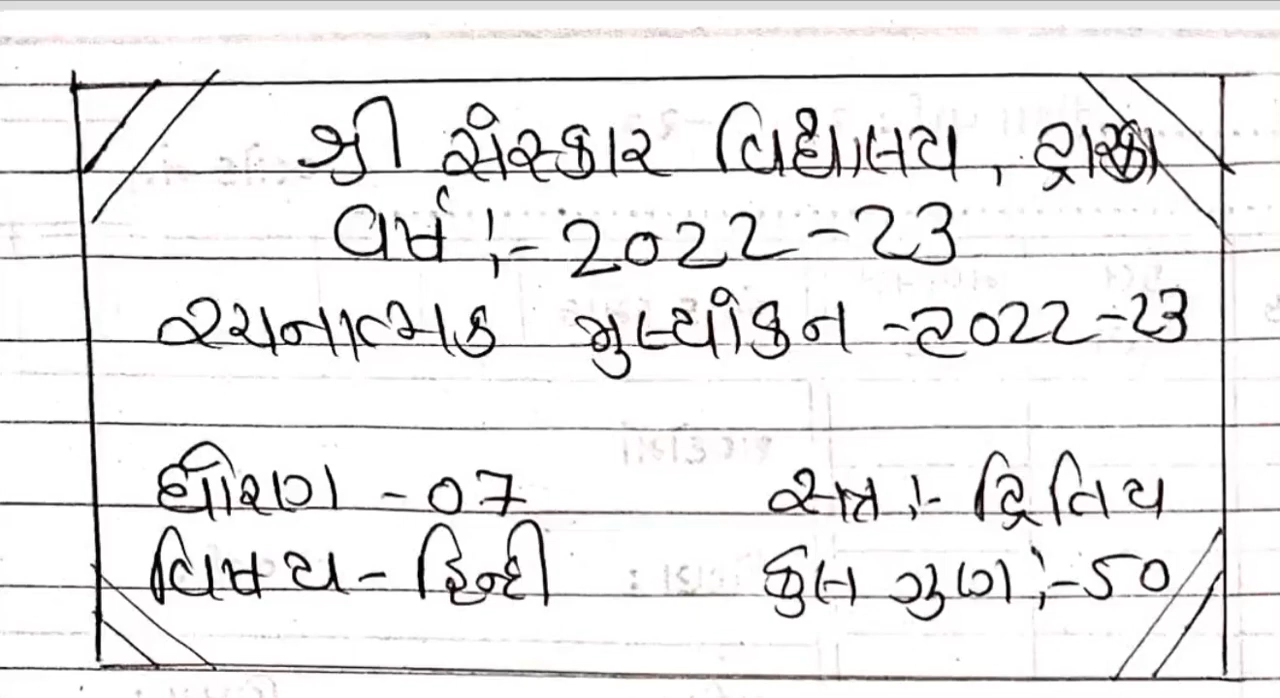 શ્રી સંસ્કાર વિદ્યાલય,
વર્ષ :- 2022-23
રચનાત્મક મુલ્યાંકન -2022-23
ધોરણ - 07 સત્ર :- દ્વિતિય
વિષય - હિન્દી કુલ ગુણ :- 50